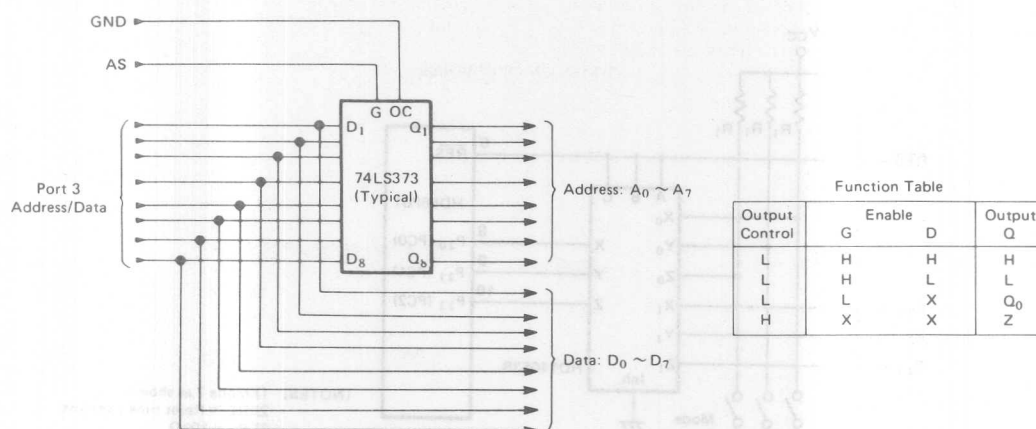 GND
AS
G OC
D1 Q1
74LS373
(Typical)
D8 Q8
Port 3
Address/Data
Address: A0 ~ A7
Data: D0 ~ D7
Function Table
Output Control Enable Output
G D Q
L H H H
L H L L
L L X Q0
H X X Z